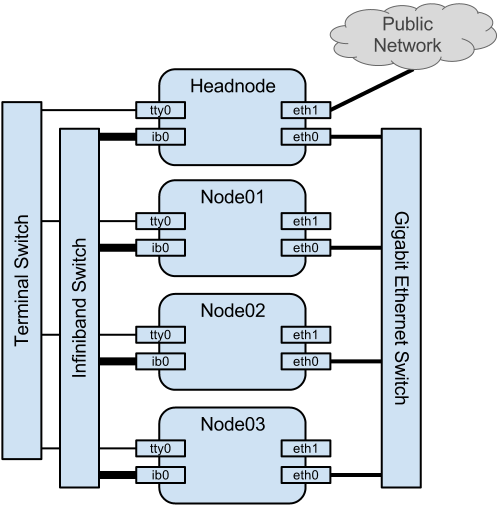 Public
Network
Headnode
tty0
eth1
ib0
eth0
Node01
tty0
eth1
ib0
eth0
Node02
tty0
eth1
ib0
eth0
Node03
tty0
eth1
ib0
eth0
Terminal Switch
Infiniband Switch
Gigabit Ethernet Switch